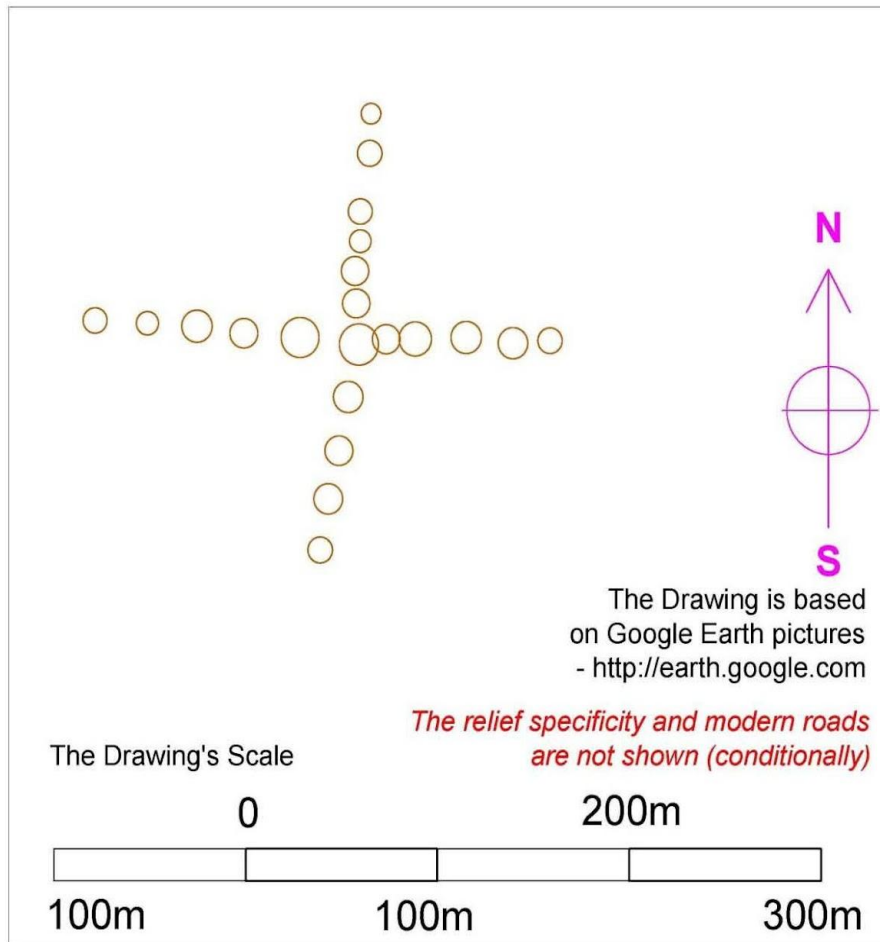 N
S
The Drawing is based
on Google Earth pictures
- http://earth.google.com
The relief specificity and modern roads
are not shown (conditionally)
The Drawing's Scale
0 200m
100m 100m 300m